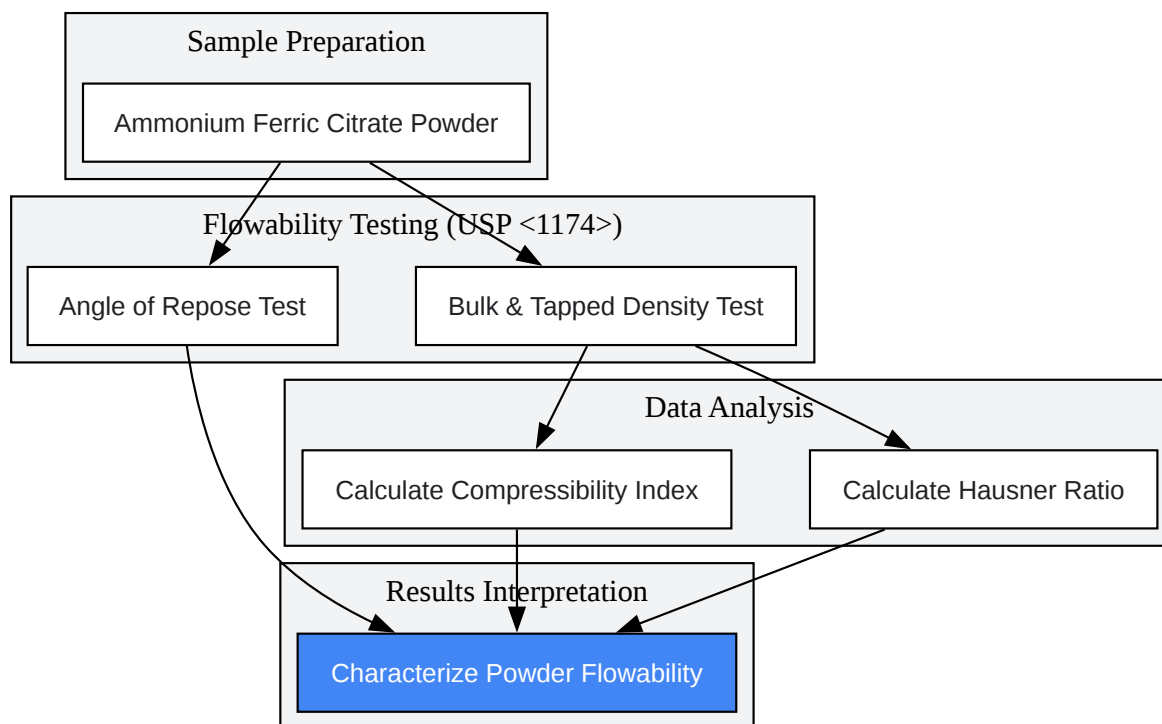 Sample Preparation
Ammonium Ferric Citrate Powder
Flowability Testing (USP <1174>)
Angle of Repose Test
Bulk & Tapped Density Test
Data Analysis
Calculate Compressibility Index
Calculate Hausner Ratio
Results Interpretation
Characterize Powder Flowability